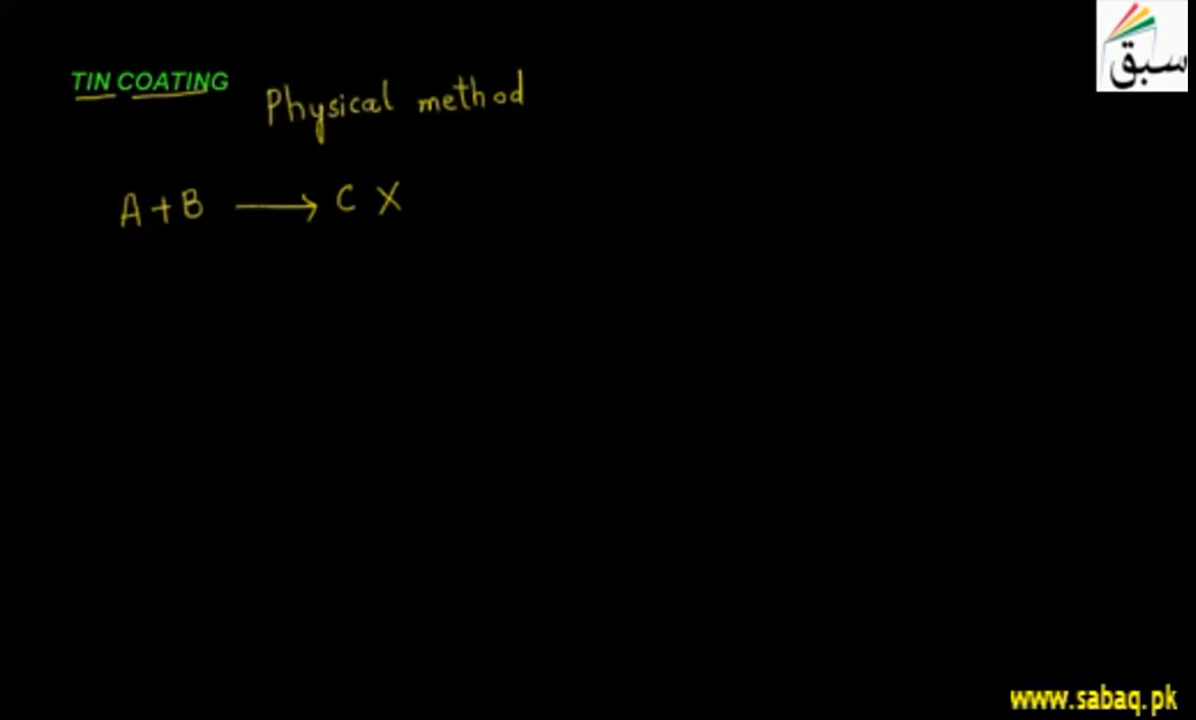 سبق
TIN COATING Physical method
A + B ⟶ C X
www.sabaq.pk